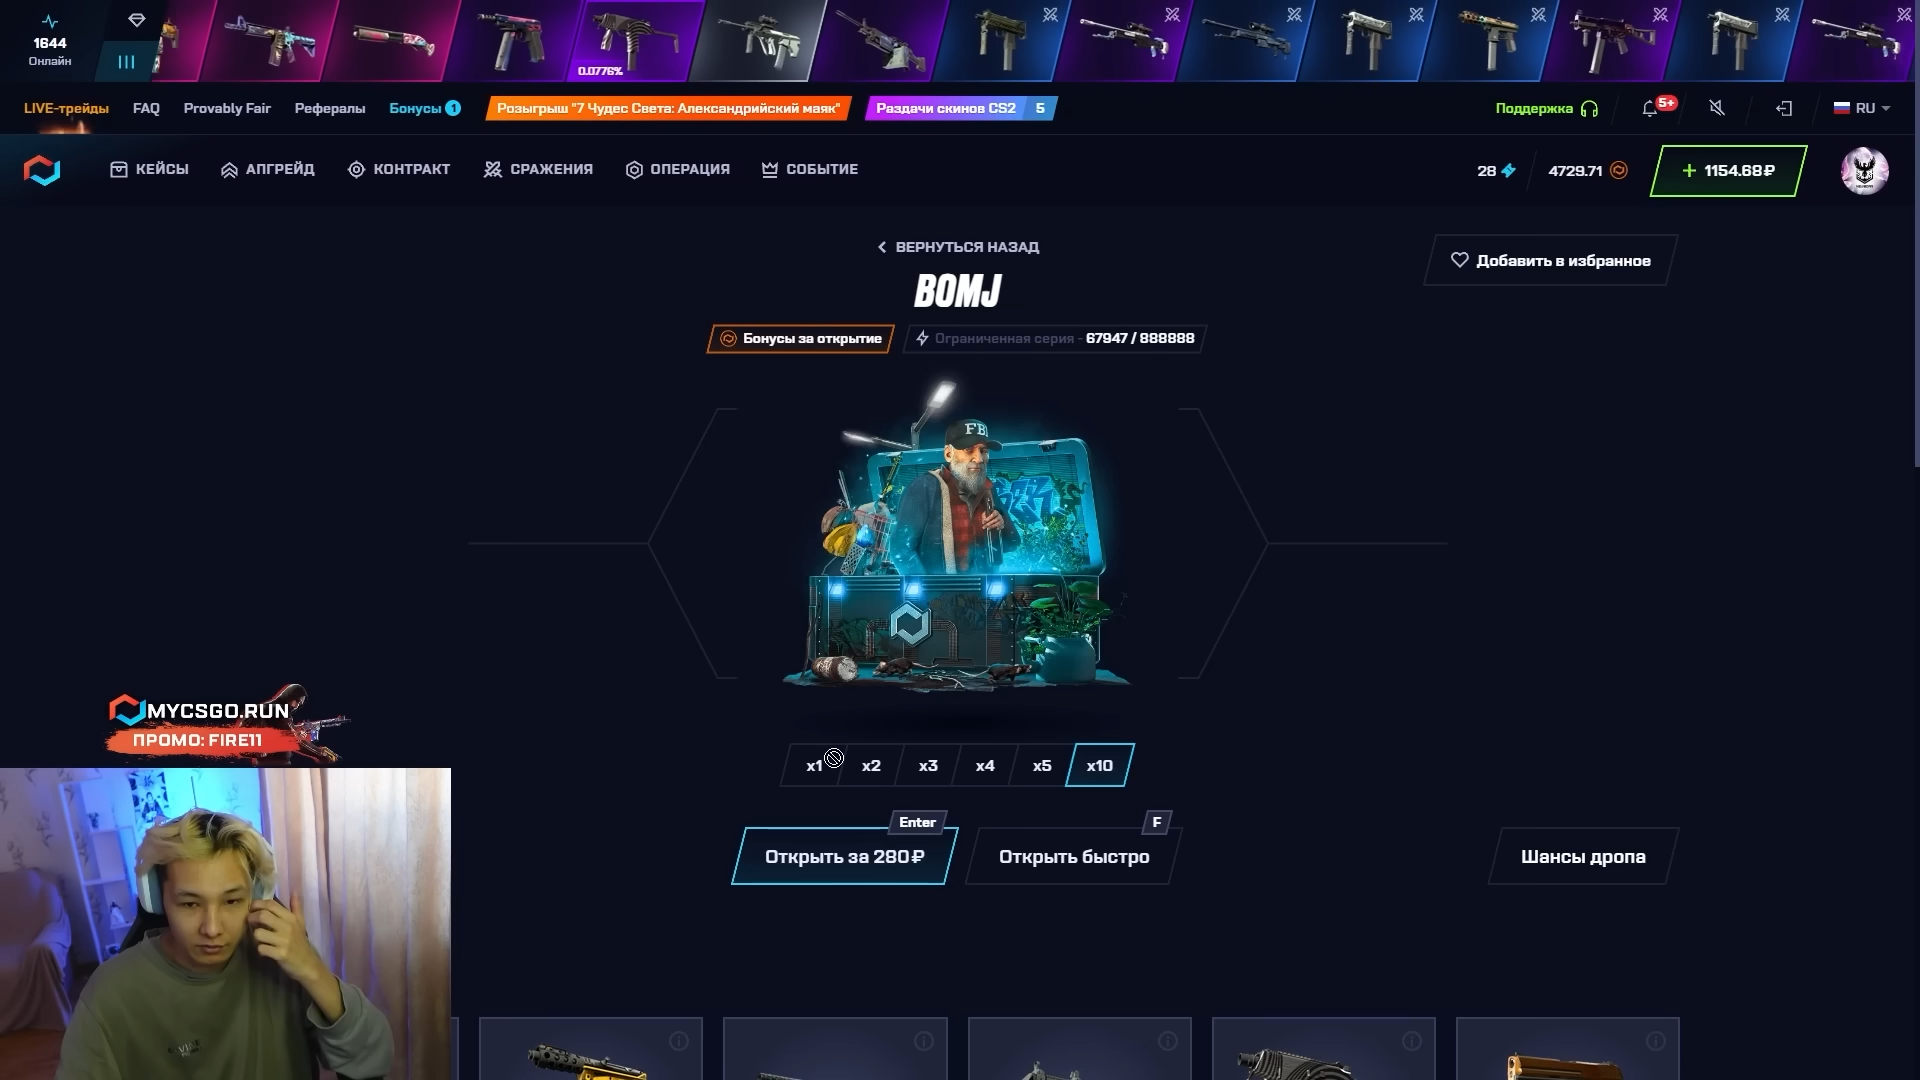 1644
Онлайн
0.0776%
LIVE-трейды
FAQ
Provably Fair
Рефералы
Бонусы 1
Розыгрыш "7 Чудес Света: Александрийский маяк"
Раздачи скинов CS2 5
Поддержка
5+
RU
КЕЙСЫ
АПГРЕЙД
КОНТРАКТ
СРАЖЕНИЯ
ОПЕРАЦИЯ
СОБЫТИЕ
28
4729.71
+ 1154.68₽
ВЕРНУТЬСЯ НАЗАД
Добавить в избранное
BOMJ
Бонусы за открытие
Ограниченная серия - 67947 / 888888
FBI
MYCSGO.RUN
ПРОМО: FIRE11
x1
x2
x3
x4
x5
x10
Enter
F
Открыть за 280₽
Открыть быстро
Шансы дропа